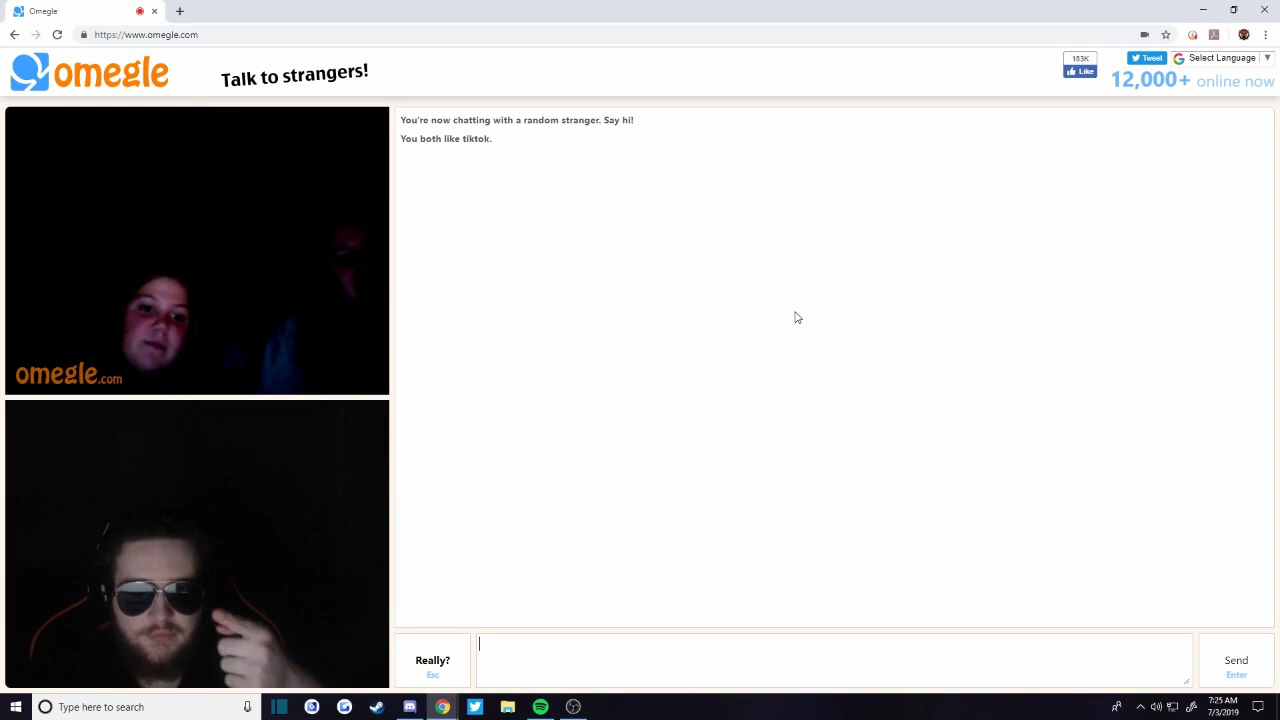 Omegle
https://www.omegle.com
omegle
Talk to strangers!
183K
Like
Tweet
Select Language
12,000+ online now
You're now chatting with a random stranger. Say hi!
You both like tiktok.
omegle.com
Really?
Esc
Send
Enter
Type here to search
7:25 AM
7/3/2019